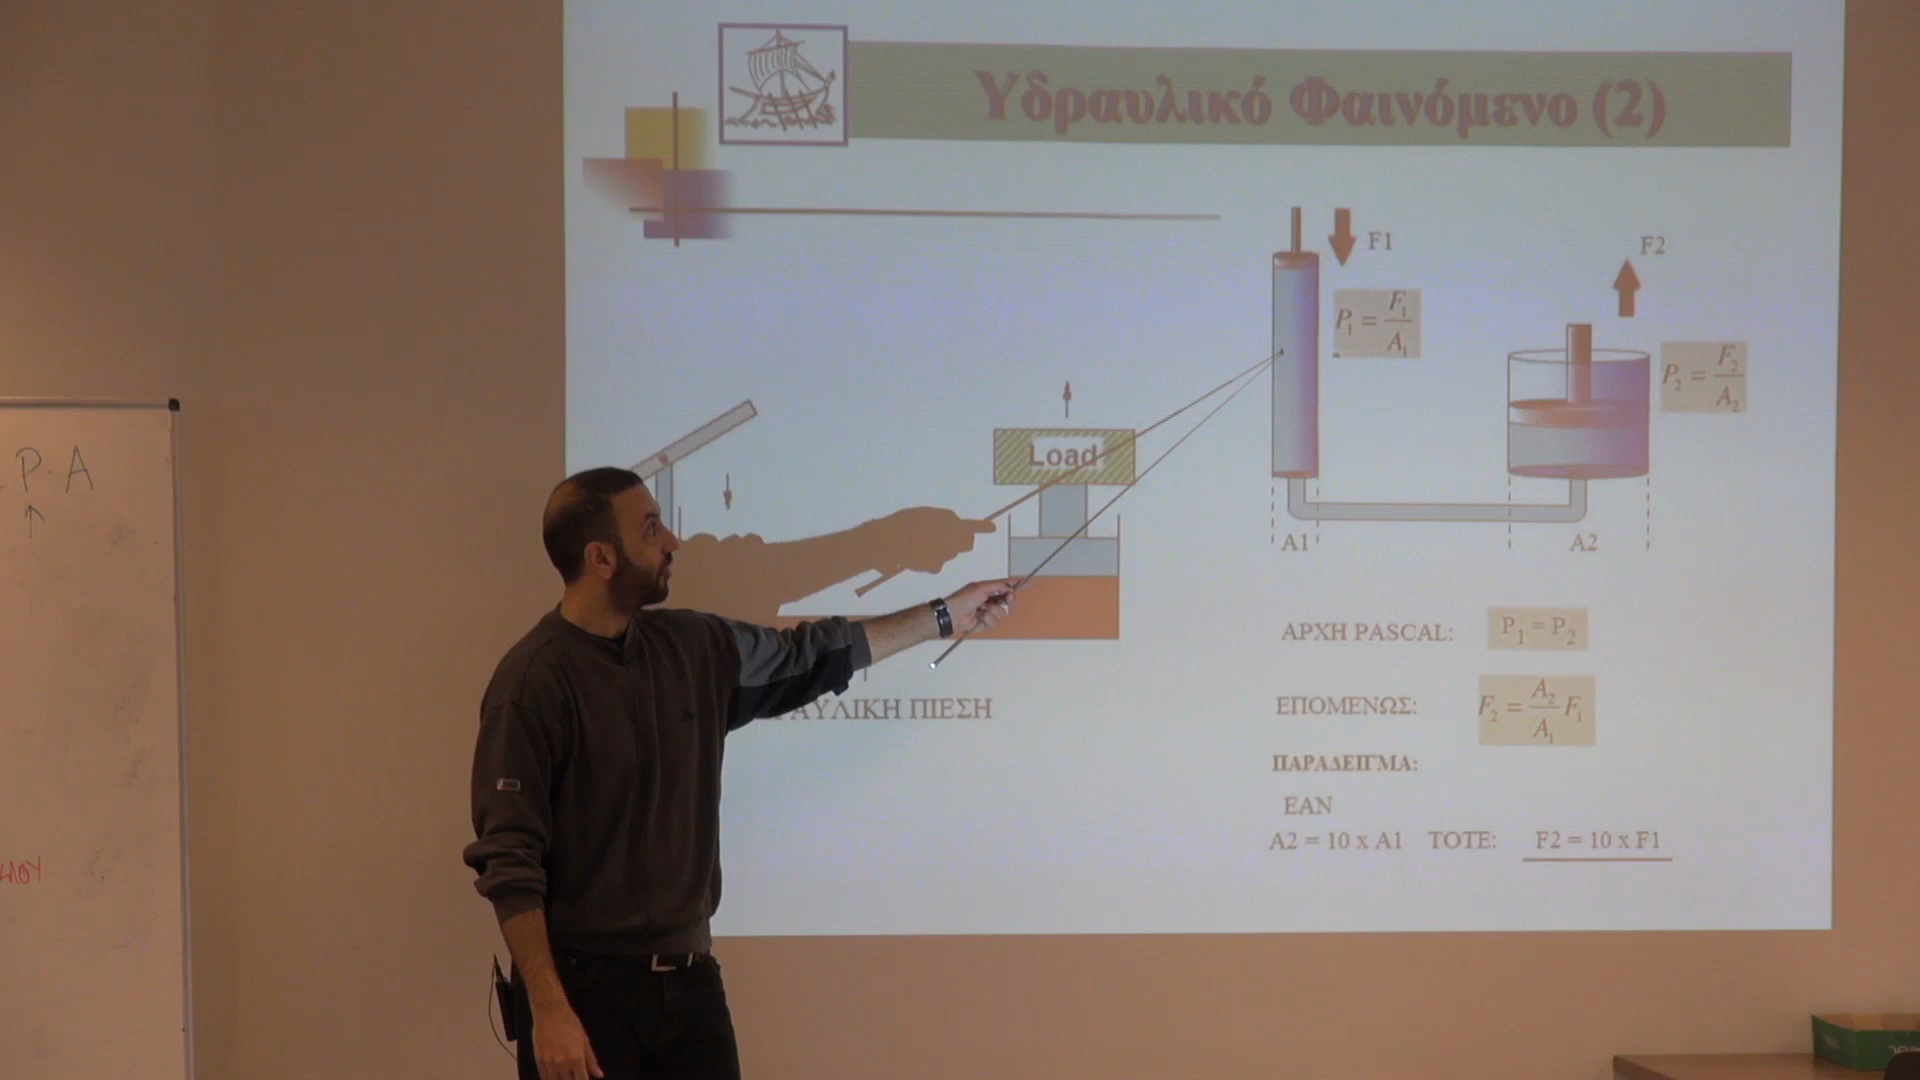 Υδραυλικό Φαινόμενο (2)
P · A
F1
F2
P₁ = F₁ / A₁
P₂ = F₂ / A₂
Load
A1
A2
ΑΡΧΗ PASCAL: P₁ = P₂
ΠΙΕΣΗ
ΕΠΟΜΕΝΩΣ: F₂ = A₂ / A₁ F₁
ΠΑΡΑΔΕΙΓΜΑ:
ΕΑΝ
A2 = 10 x A1 ΤΟΤΕ: F2 = 10 x F1